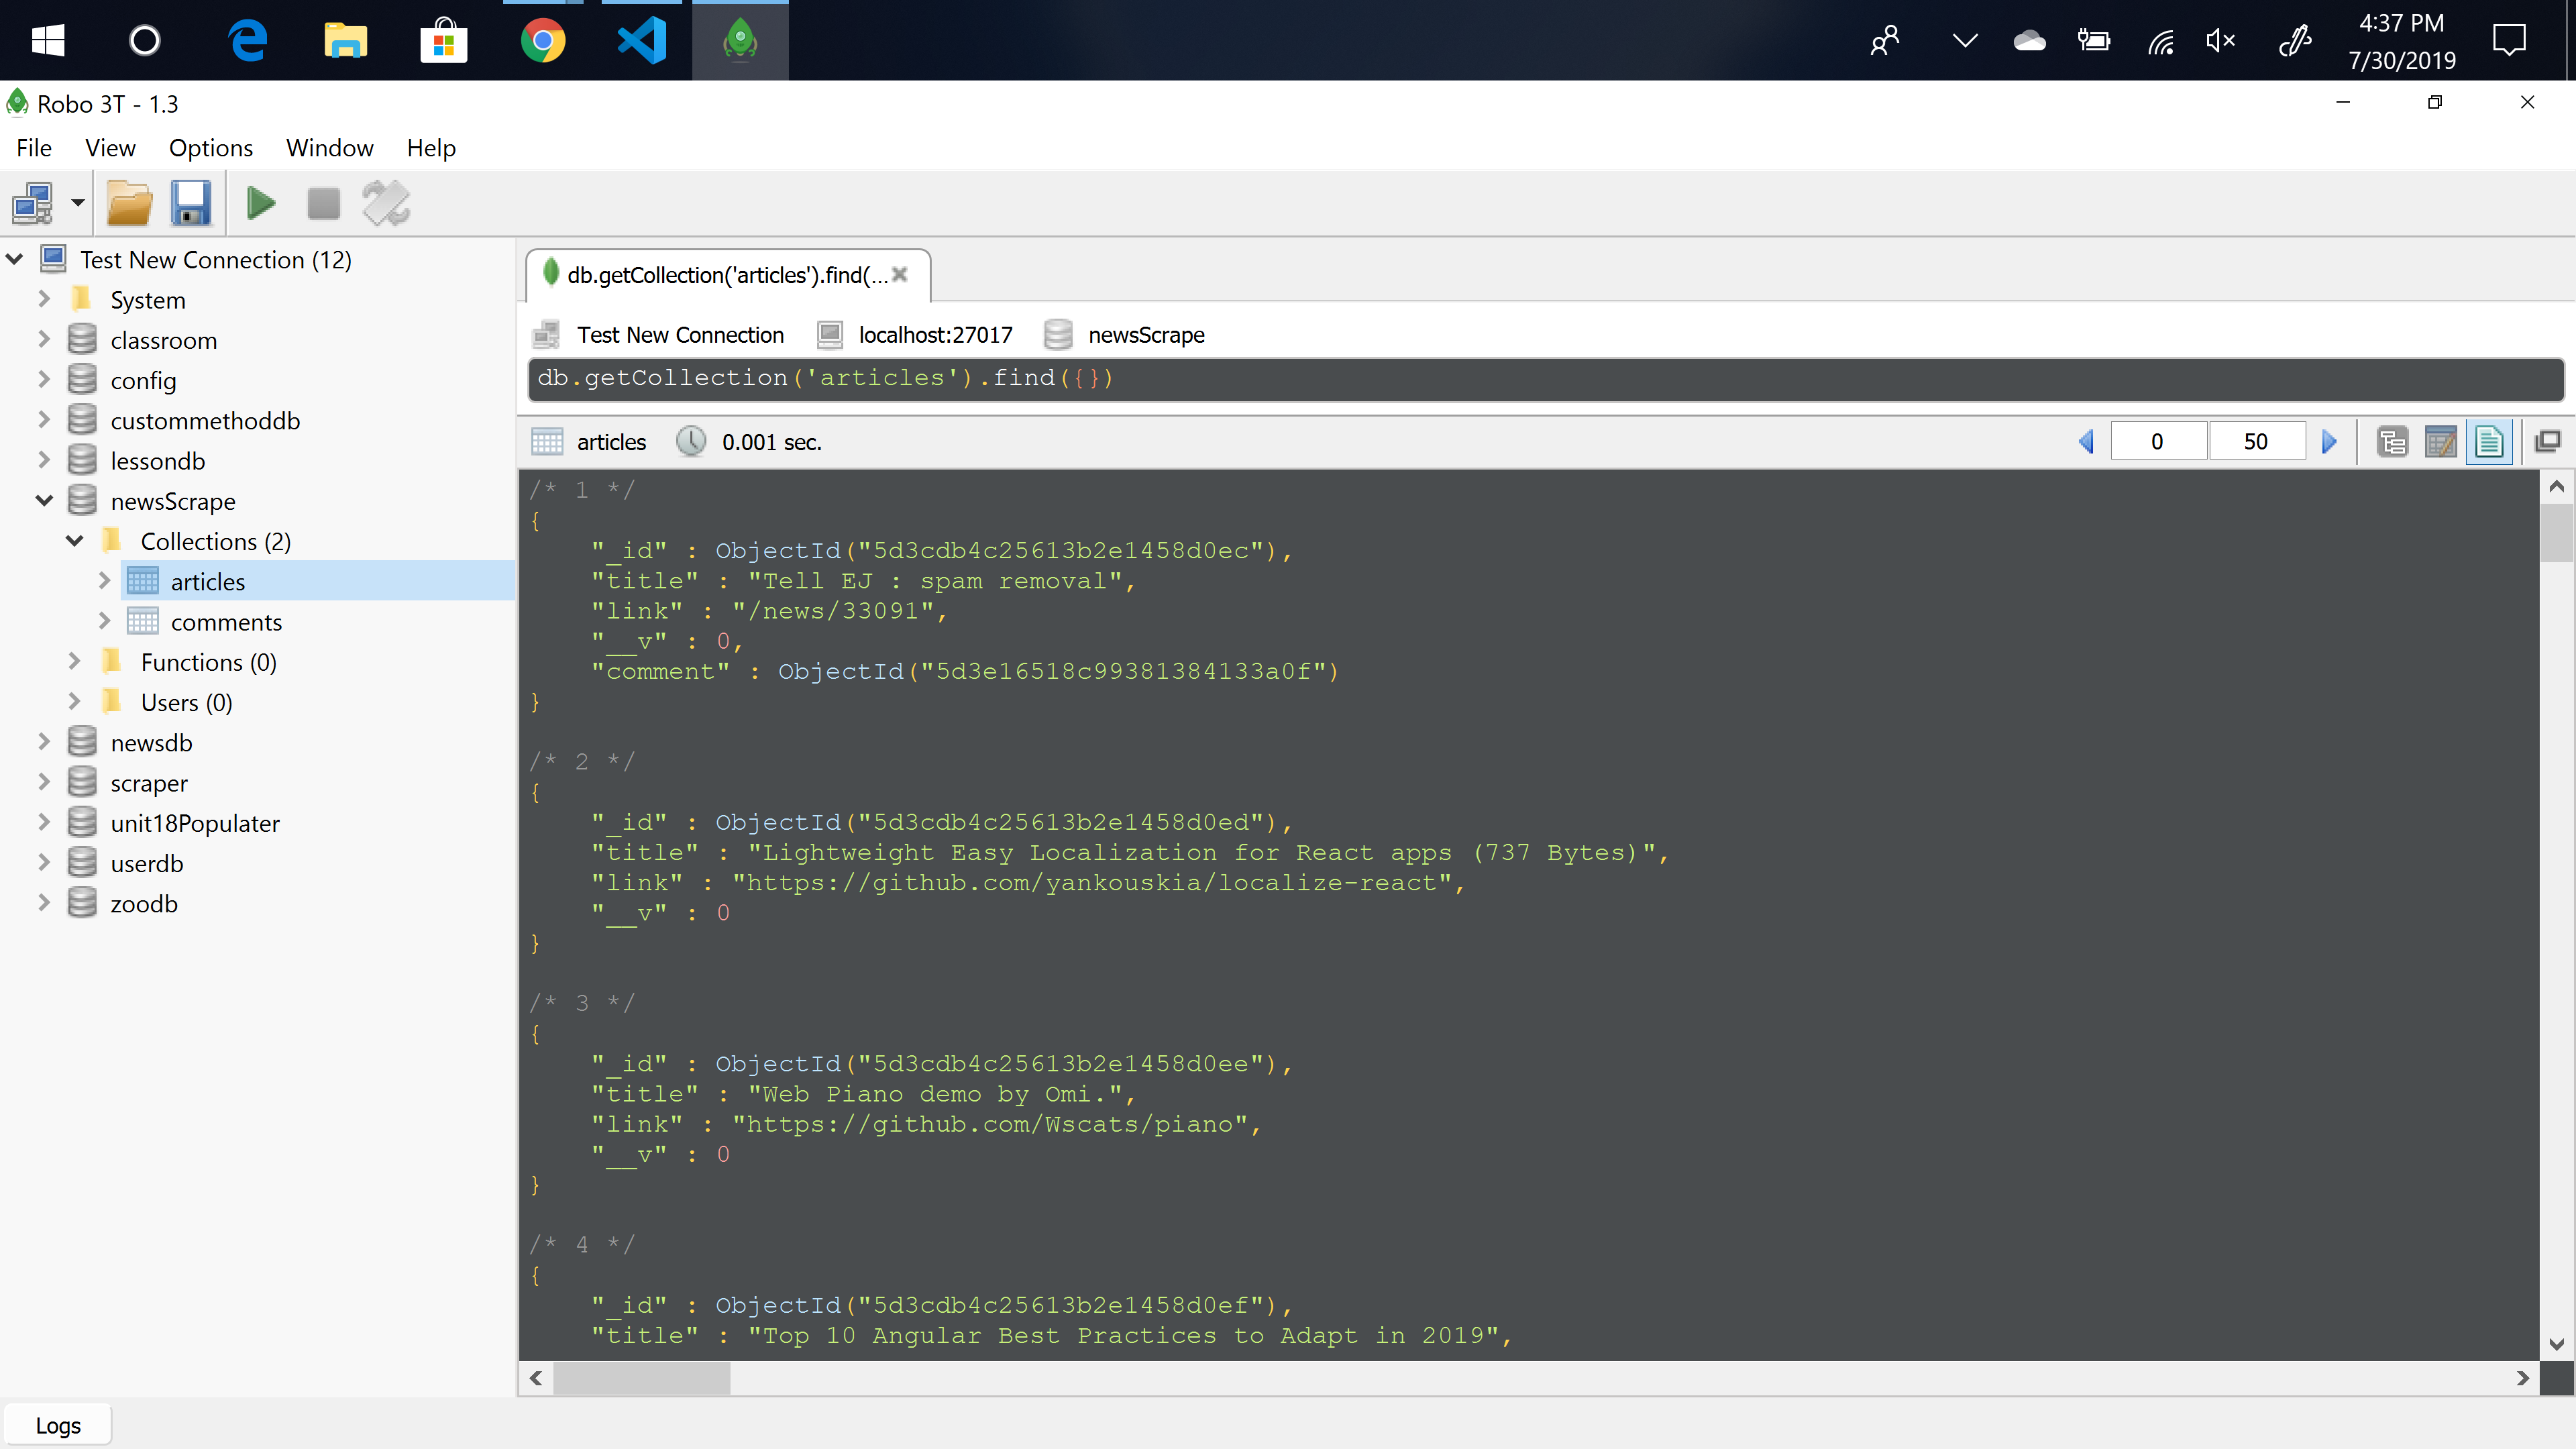 4:37 PM
7/30/2019
Robo 3T - 1.3
File View Options Window Help
Test New Connection (12)
System
classroom
config
custommethoddb
lessondb
newsScrape
Collections (2)
articles
comments
Functions (0)
Users (0)
newsdb
scraper
unit18Populater
userdb
zoodb
db.getCollection('articles').find(...
Test New Connection localhost:27017 newsScrape
db.getCollection('articles').find({})
articles 0.001 sec. 0 50
/* 1 */
{
"_id" : ObjectId("5d3cdb4c25613b2e1458d0ec"),
"title" : "Tell EJ : spam removal",
"link" : "/news/33091",
"__v" : 0,
"comment" : ObjectId("5d3e16518c99381384133a0f")
}
/* 2 */
{
"_id" : ObjectId("5d3cdb4c25613b2e1458d0ed"),
"title" : "Lightweight Easy Localization for React apps (737 Bytes)",
"link" : "https://github.com/yankouskia/localize-react",
"__v" : 0
}
/* 3 */
{
"_id" : ObjectId("5d3cdb4c25613b2e1458d0ee"),
"title" : "Web Piano demo by Omi.",
"link" : "https://github.com/Wscats/piano",
"__v" : 0
}
/* 4 */
{
"_id" : ObjectId("5d3cdb4c25613b2e1458d0ef"),
"title" : "Top 10 Angular Best Practices to Adapt in 2019",
Logs